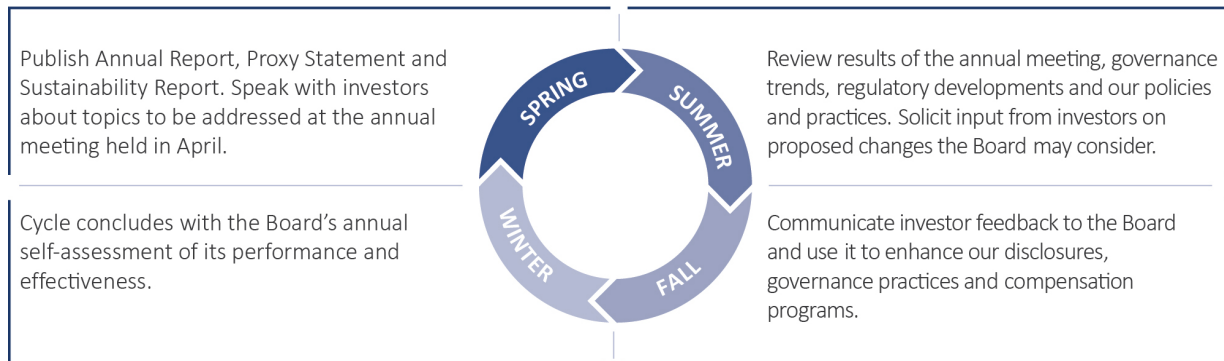 Publish Annual Report, Proxy Statement and
Sustainability Report. Speak with investors
about topics to be addressed at the annual
meeting held in April.
SPRING
SUMMER
Review results of the annual meeting, governance
trends, regulatory developments and our policies
and practices. Solicit input from investors on
proposed changes the Board may consider.
Cycle concludes with the Board’s annual
self-assessment of its performance and
effectiveness.
WINTER
FALL
Communicate investor feedback to the Board
and use it to enhance our disclosures,
governance practices and compensation
programs.